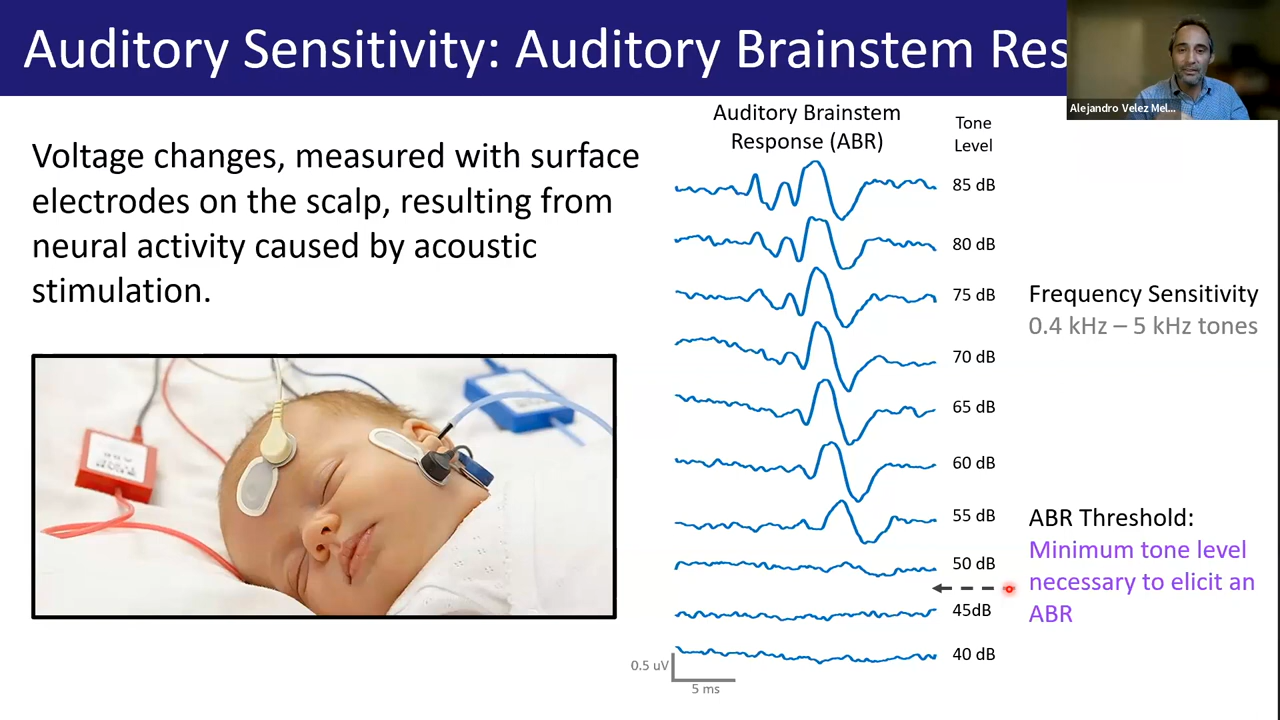 Auditory Sensitivity: Auditory Brainstem Res
Alejandro Velez Mel...
Voltage changes, measured with surface
electrodes on the scalp, resulting from
neural activity caused by acoustic
stimulation.
Auditory Brainstem
Response (ABR)
Tone
Level
85 dB
80 dB
75 dB
70 dB
65 dB
60 dB
55 dB
50 dB
45dB
40 dB
0.5 uV
5 ms
Frequency Sensitivity
0.4 kHz – 5 kHz tones
ABR Threshold:
Minimum tone level
necessary to elicit an
ABR